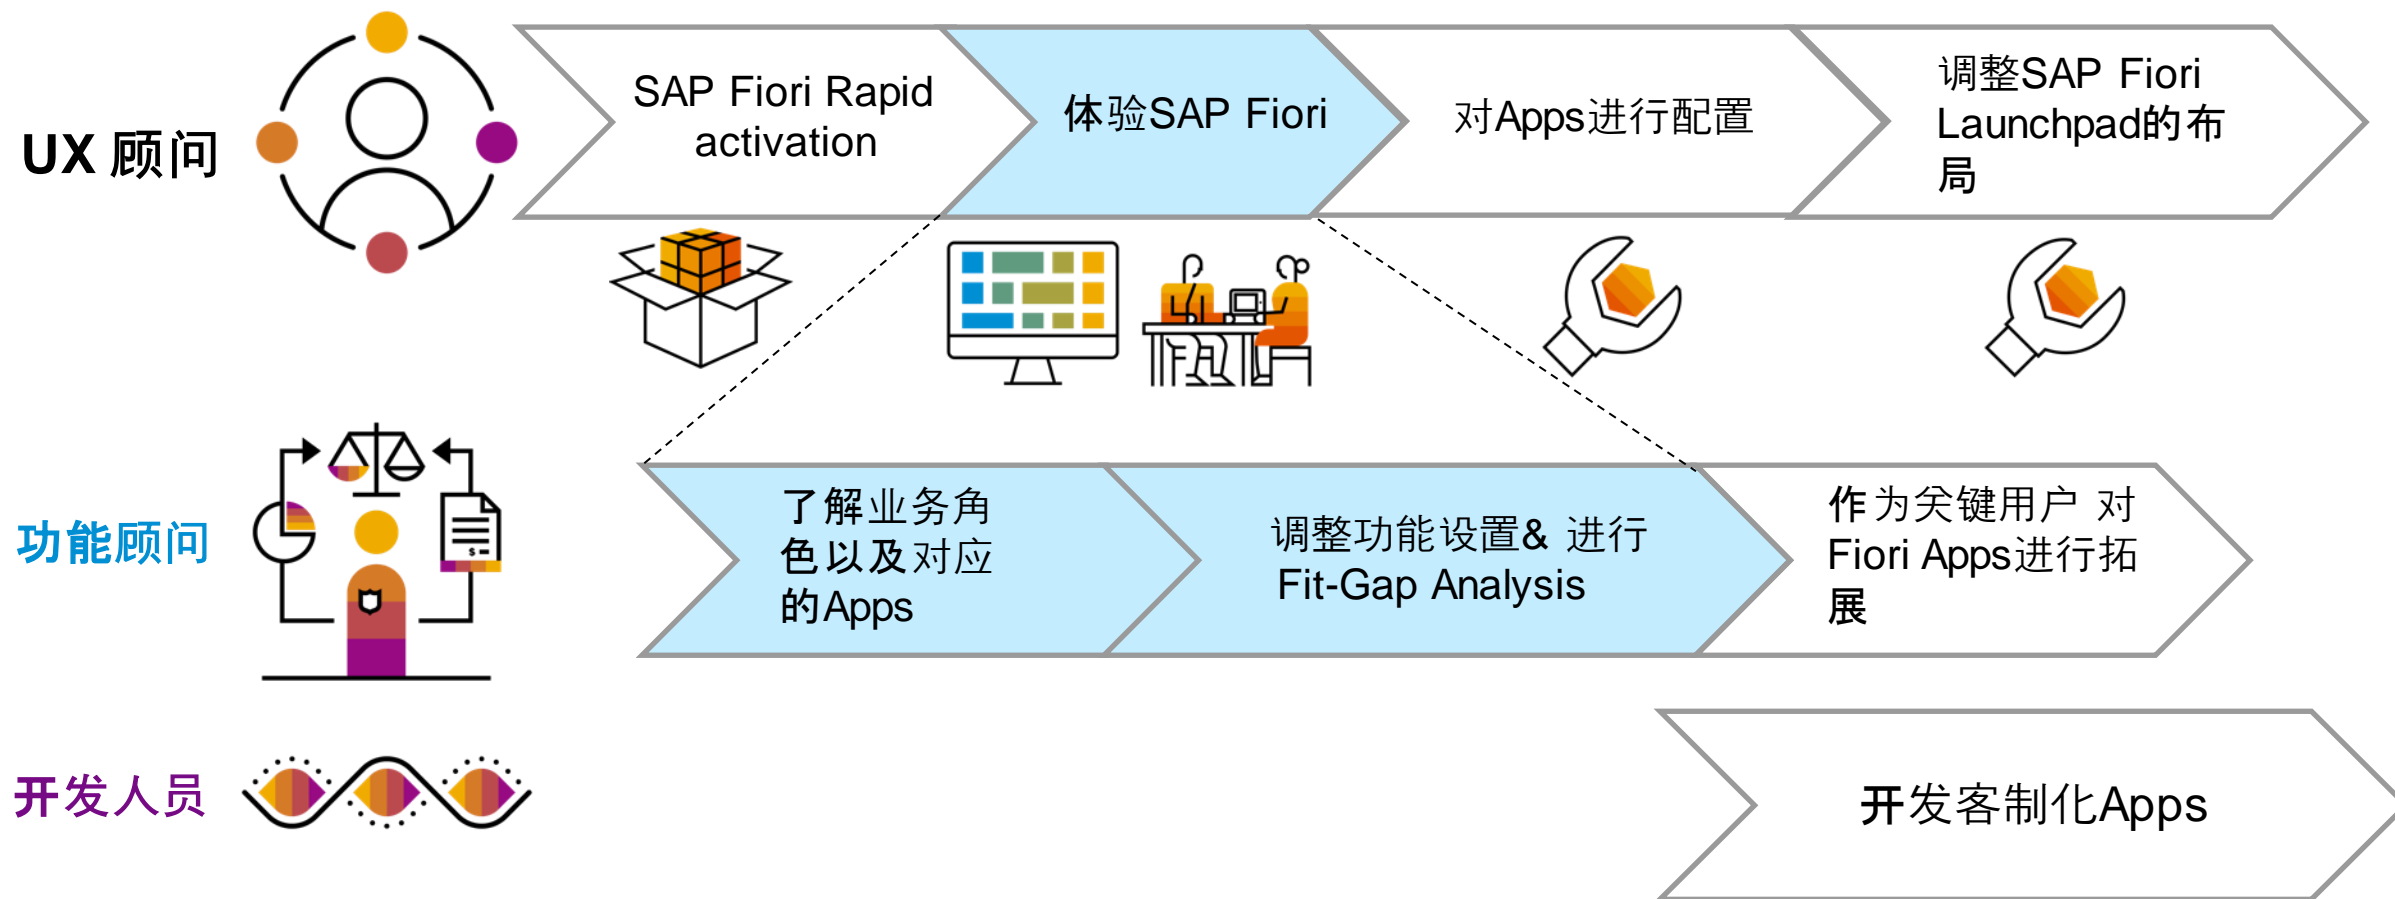 UX 顾问
SAP Fiori Rapid
activation
体验SAP Fiori
对Apps进行配置
调整SAP Fiori
Launchpad的布
局
功能顾问
了解业务角
色以及对应
的Apps
调整功能设置& 进行
Fit-Gap Analysis
作为关键用户 对
Fiori Apps进行拓
展
$
开发人员
开发客制化Apps